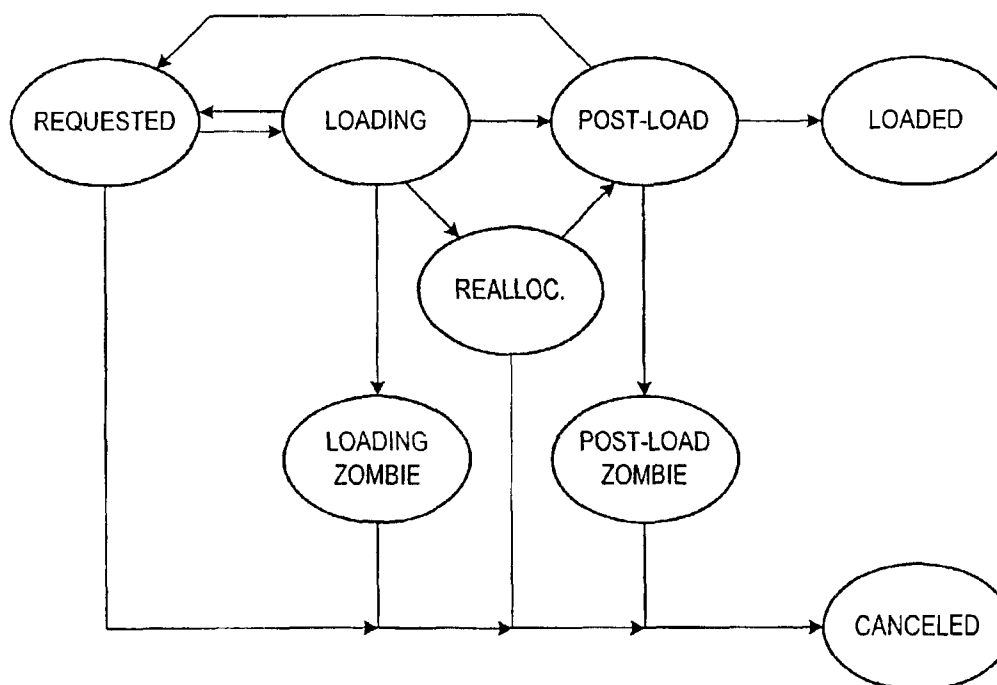 REQUESTED
LOADING
POST-LOAD
LOADED
REALLOC.
LOADING
ZOMBIE
POST-LOAD
ZOMBIE
CANCELED